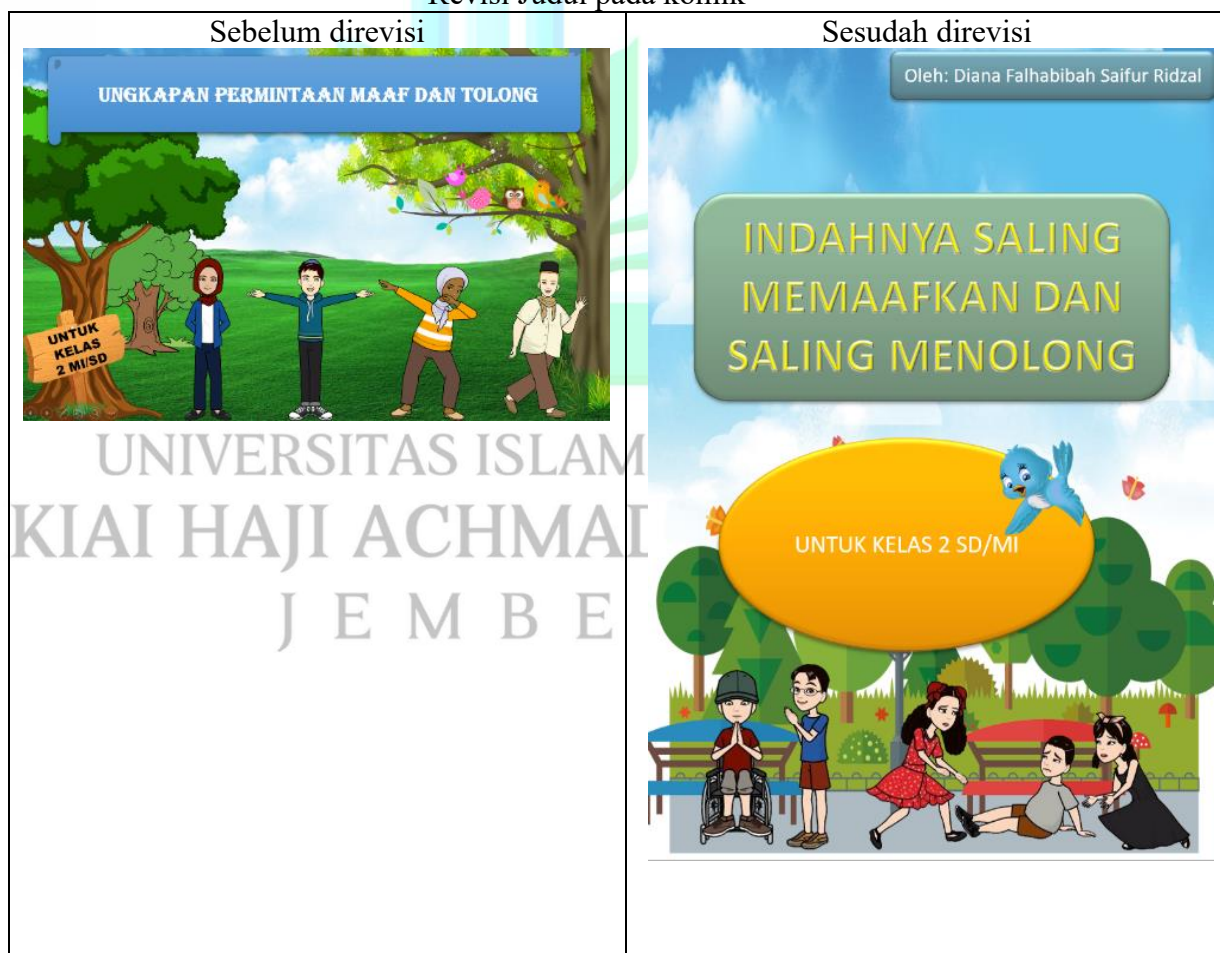 Revisi Judul pada komik
Sebelum direvisi
Sesudah direvisi
UNGKAPAN PERMINTAAN MAAF DAN TOLONG
UNTUK
KELAS
2 MI/SD
Oleh: Diana Falhabibah Saifur Ridzal
INDAHNYA SALING
MEMAAFKAN DAN
SALING MENOLONG
UNTUK KELAS 2 SD/MI
UNIVERSITAS ISLAM
KIAI HAJI ACHMAD
JEMBE